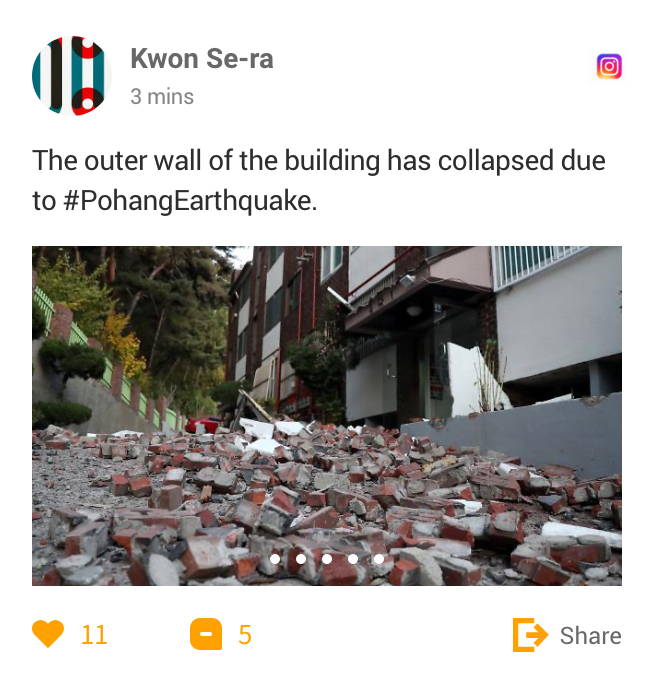 Kwon Se-ra
3 mins
The outer wall of the building has collapsed due
to #PohangEarthquake.
11
5
Share